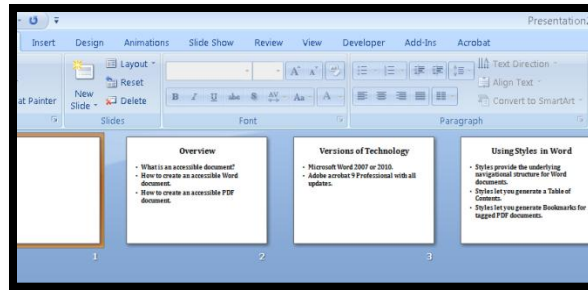 Presentation
Insert Design Animations Slide Show Review View Developer Add-Ins Acrobat
Layout
Reset
Delete
at Painter
New
Slide
B I U abc S AV Aa A
A A
Text Direction
Align Text
Convert to SmartArt
Slides Font Paragraph
Overview
• What is an accessible document?
• How to create an accessible Word
document.
• How to create an accessible PDF
document.
Versions of Technology
• Microsoft Word 2007 or 2010.
• Adobe acrobat 9 Professional with all
updates.
Using Styles in Word
• Styles provide the underlying
navigational structure for Word
documents.
• Styles let you generate a Table of
Contents.
• Styles let you generate Bookmarks for
tagged PDF documents.
1 2 3